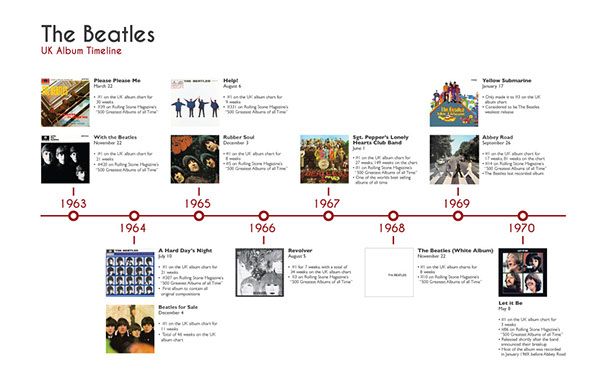 The Beatles
UK Album Timeline
Please Please Me
March 22
• #1 on the UK album chart for
30 weeks
• #39 on Rolling Stone Magazine's
"500 Greatest Albums of all Time"
With the Beatles
November 22
• #1 on the UK album chart for
21 weeks
• #420 on Rolling Stone Magazine's
"500 Greatest Albums of all Time"
Help!
August 6
• #1 on the UK album chart for
9 weeks
• #331 on Rolling Stone Magazine's
"500 Greatest Albums of all Time"
Rubber Soul
December 3
• #1 on the UK album chart for
8 weeks
• #5 on Rolling Stone Magazine's
"500 Greatest Albums of all Time"
Sgt. Pepper's Lonely
Hearts Club Band
June 1
• #1 on the UK album chart for
27 weeks, 149 weeks on the chart
• #1 on Rolling Stone Magazine's
"500 Greatest Albums of all Time"
• One of the worlds best selling
albums of all time
Yellow Submarine
January 17
• Only made it to #3 on the UK
album chart
• Considered to be The Beatles
weakest release
Abbey Road
September 26
• #1 on the UK album chart for
17 weeks, 81 weeks on the chart
• #14 on Rolling Stone Magazine's
"500 Greatest Albums of all Time"
• The Beatles last recorded album
1963
1965
1967
1969
1964
1966
1968
1970
A Hard Day's Night
July 10
• #1 on the UK album chart for
21 weeks
• #307 on Rolling Stone Magazine's
"500 Greatest Albums of all Time"
• First album to contain all
original compositions
Beatles for Sale
December 4
• #1 on the UK album chart for
11 weeks
• Total of 46 weeks on the UK
album chart
Revolver
August 5
• #1 for 7 weeks, with a total of
34 weeks on the UK album chart
• #3 on Rolling Stone Magazine's
"500 Greatest Albums of all Time"
THE BEATLES
The Beatles (White Album)
November 22
• #1 on the UK album charts for
8 weeks
• #10 on Rolling Stone Magazine's
"500 Greatest Albums of all Time"
Let it Be
May 8
• #1 on the UK album chart for
3 weeks
• #86 on Rolling Stone Magazine's
"500 Greatest Albums of all Time"
• Released shortly after the band
announced their breakup
• Most of the album was recorded
in January 1969, before Abbey Road